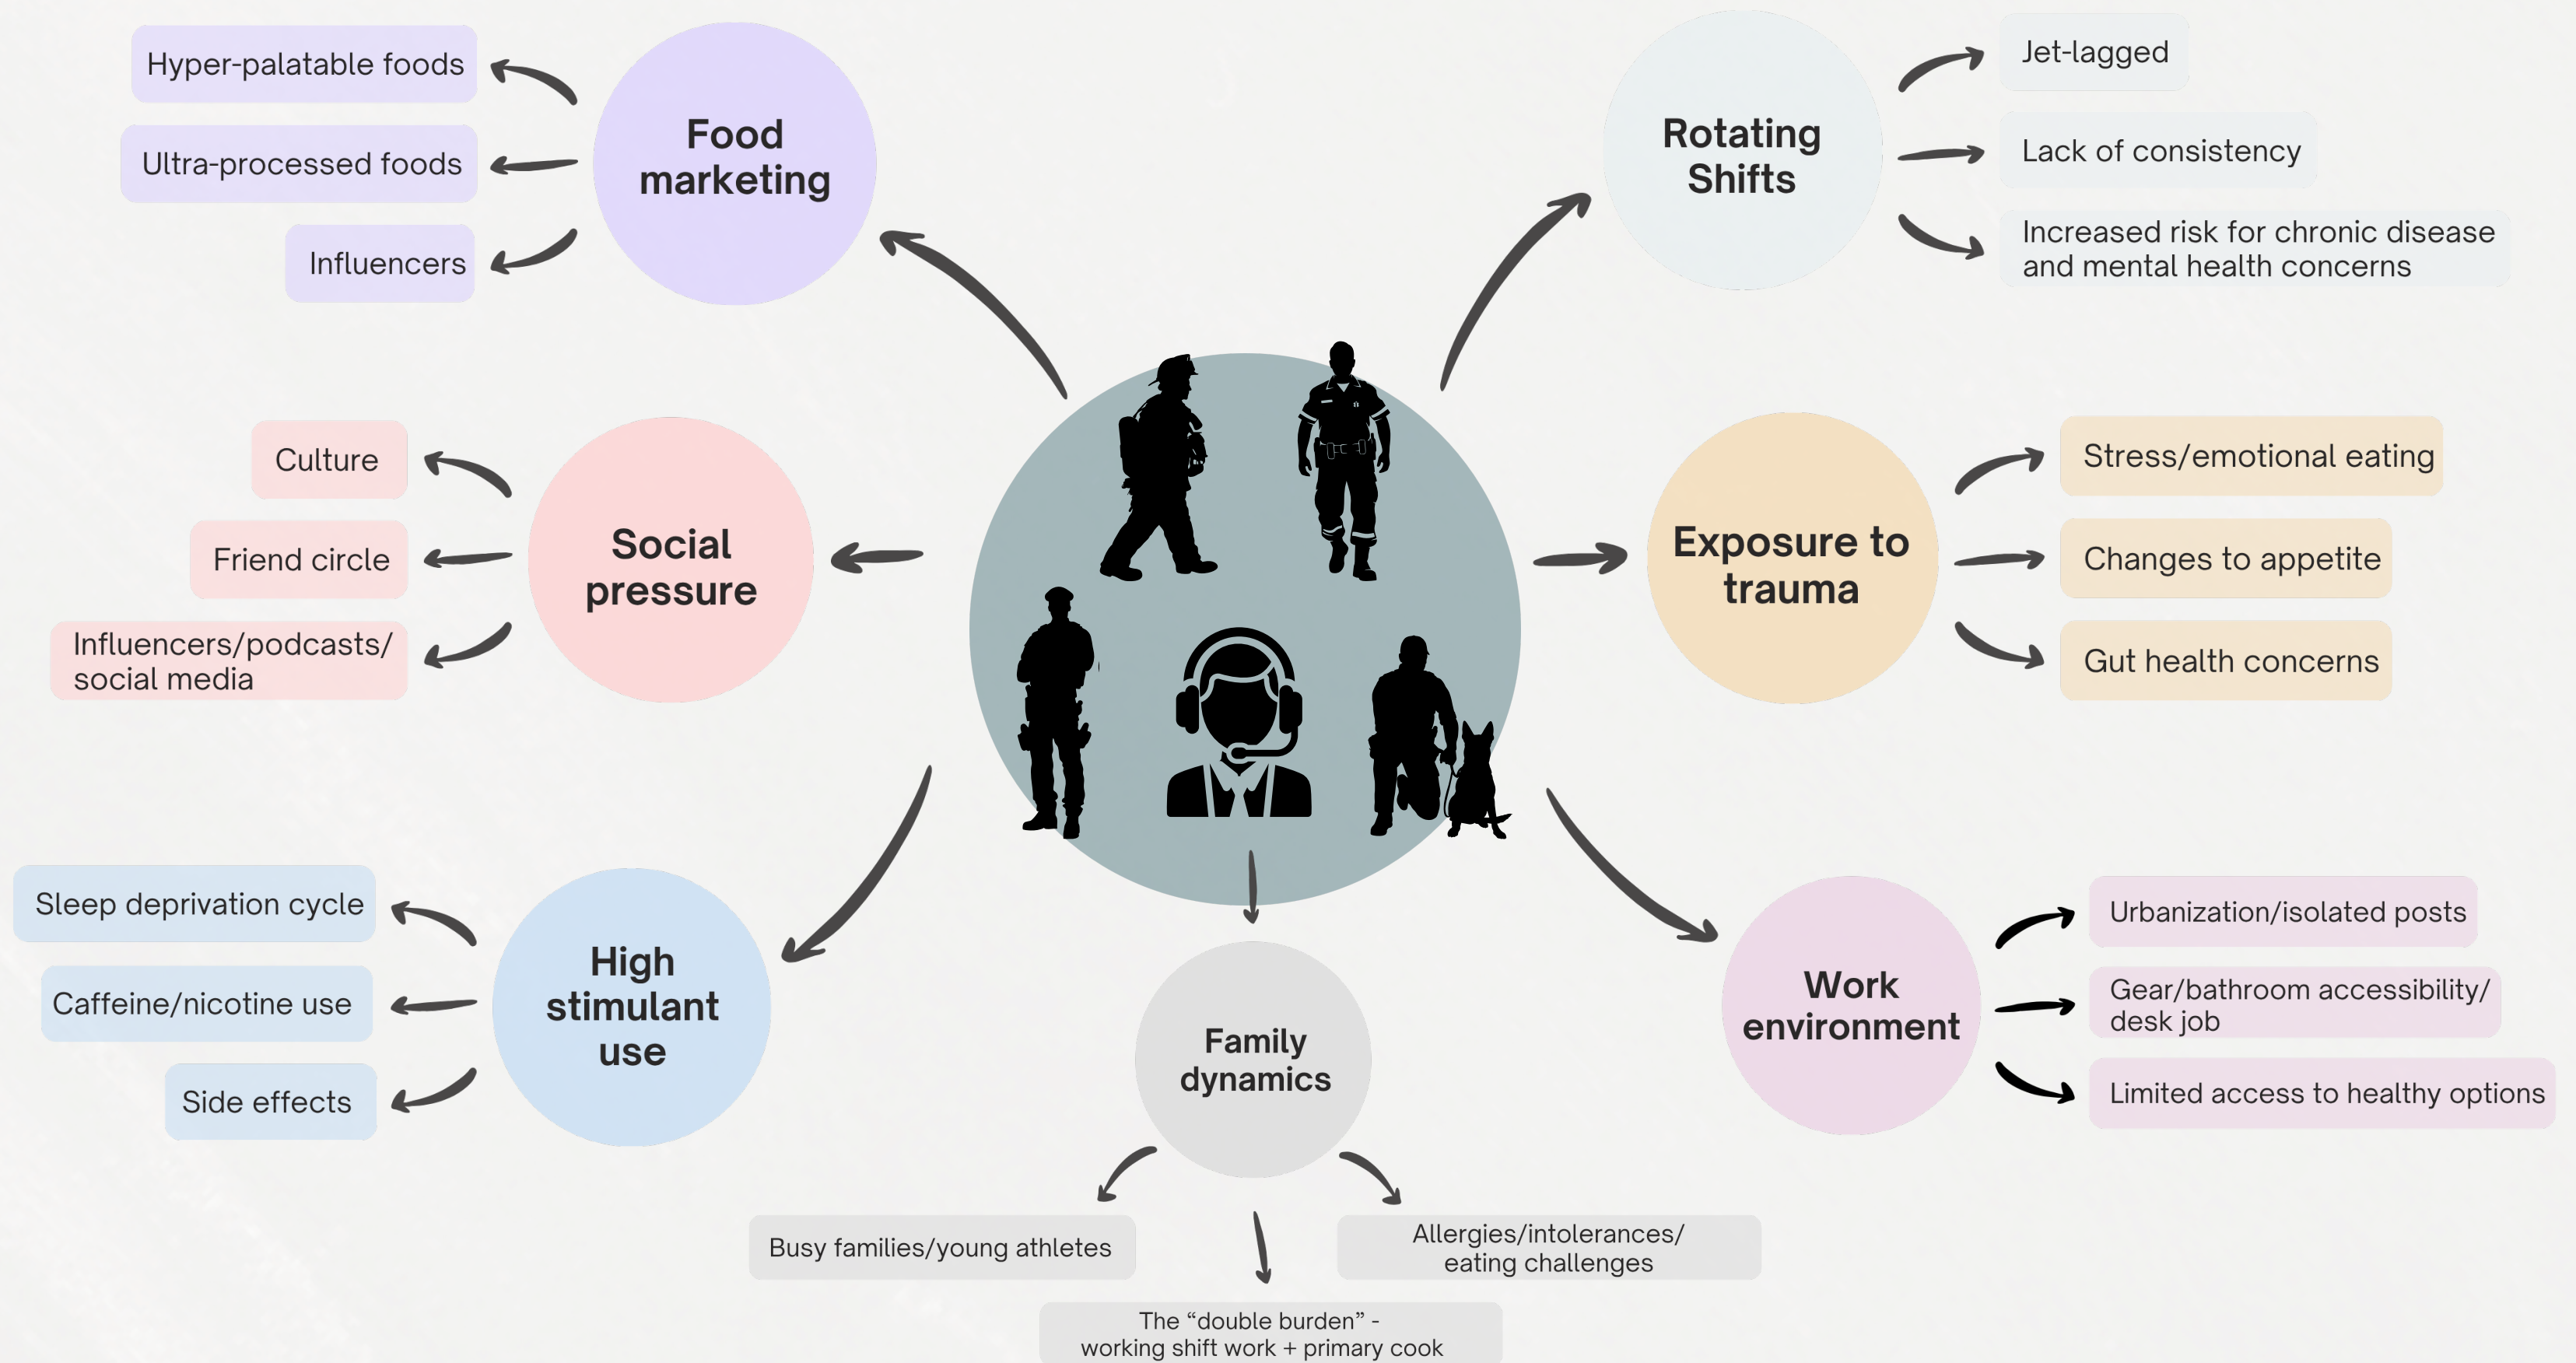 Food
marketing
Hyper-palatable foods
Ultra-processed foods
Influencers
Social
pressure
Culture
Friend circle
Influencers/podcasts/
social media
High
stimulant
use
Sleep deprivation cycle
Caffeine/nicotine use
Side effects
Family
dynamics
Busy families/young athletes
The “double burden” -
working shift work + primary cook
Allergies/intolerances/
eating challenges
Rotating
Shifts
Jet-lagged
Lack of consistency
Increased risk for chronic disease
and mental health concerns
Exposure to
trauma
Stress/emotional eating
Changes to appetite
Gut health concerns
Work
environment
Urbanization/isolated posts
Gear/bathroom accessibility/
desk job
Limited access to healthy options